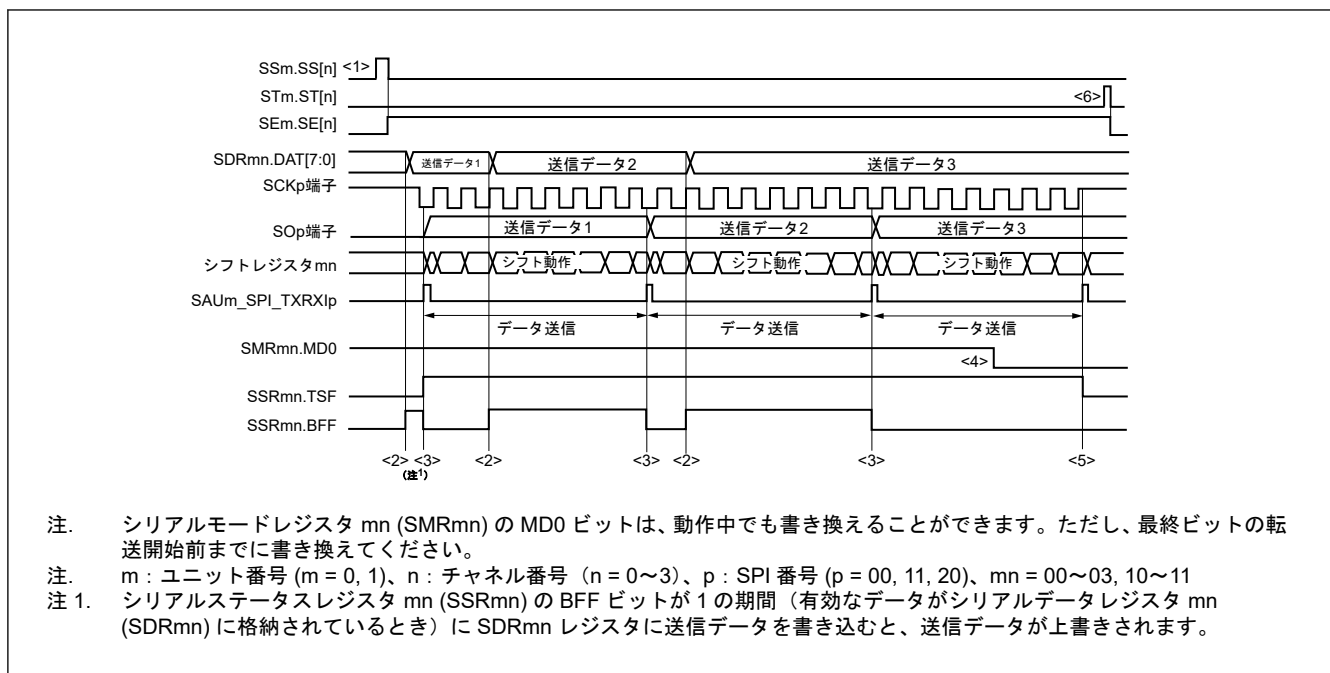 SSm.SS[n] <1>
STm.ST[n] <6>
SEm.SE[n]
SDRmn.DAT[7:0] 送信データ1 送信データ2 送信データ3
SCKp端子
SOp端子 送信データ1 送信データ2 送信データ3
シフトレジスタmn シフト動作 シフト動作 シフト動作
SAUm_SPI_TXRXIp
データ送信 データ送信 データ送信
SMRmn.MD0 <4>
SSRmn.TSF
SSRmn.BFF
<2> <3> <2> <3> <2> <3> <5>
(注1)
注. シリアルモードレジスタ mn (SMRmn) の MD0 ビットは、動作中でも書き換えることができます。ただし、最終ビットの転
送開始前までに書き換えてください。
注. m：ユニット番号 (m = 0, 1)、n：チャネル番号（n = 0～3）、p：SPI 番号 (p = 00, 11, 20)、mn = 00～03, 10～11
注 1. シリアルステータスレジスタ mn (SSRmn) の BFF ビットが 1 の期間（有効なデータがシリアルデータレジスタ mn
(SDRmn) に格納されているとき）に SDRmn レジスタに送信データを書き込むと、送信データが上書きされます。